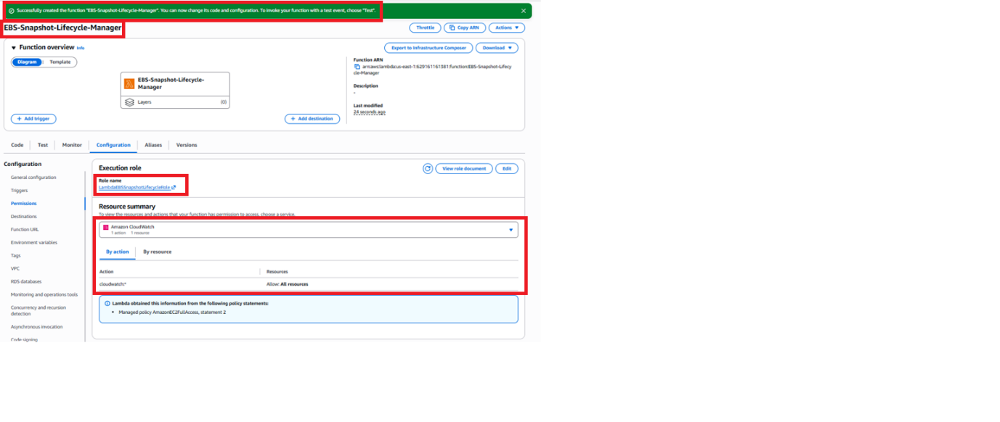 Successfully created the function "EBS-Snapshot-Lifecycle-Manager". You can now change its code and configuration. To invoke your function with a test event, choose "Test".
EBS-Snapshot-Lifecycle-Manager
Throttle
Copy ARN
Actions
Function overview Info
Export to Infrastructure Composer
Download
Diagram
Template
EBS-Snapshot-Lifecycle-
Manager
Layers
(0)
+ Add trigger
+ Add destination
Function ARN
arn:aws:lambda:us-east-1:629161161381:function:EBS-Snapshot-Lifecy
cle-Manager
Description
-
Last modified
24 seconds ago
Code
Test
Monitor
Configuration
Aliases
Versions
Configuration
General configuration
Triggers
Permissions
Destinations
Function URL
Environment variables
Tags
VPC
RDS databases
Monitoring and operations tools
Concurrency and recursion
detection
Asynchronous invocation
Code signing
Execution role
View role document
Edit
Role name
LambdaEBSSnapshotLifecycleRole
Resource summary
To view the resources and actions that your function has permission to access, choose a service.
Amazon CloudWatch
1 action 1 resource
By action
By resource
Action
Resources
cloudwatch:*
Allow: All resources
Lambda obtained this information from the following policy statements:
• Managed policy AmazonEC2FullAccess, statement 2